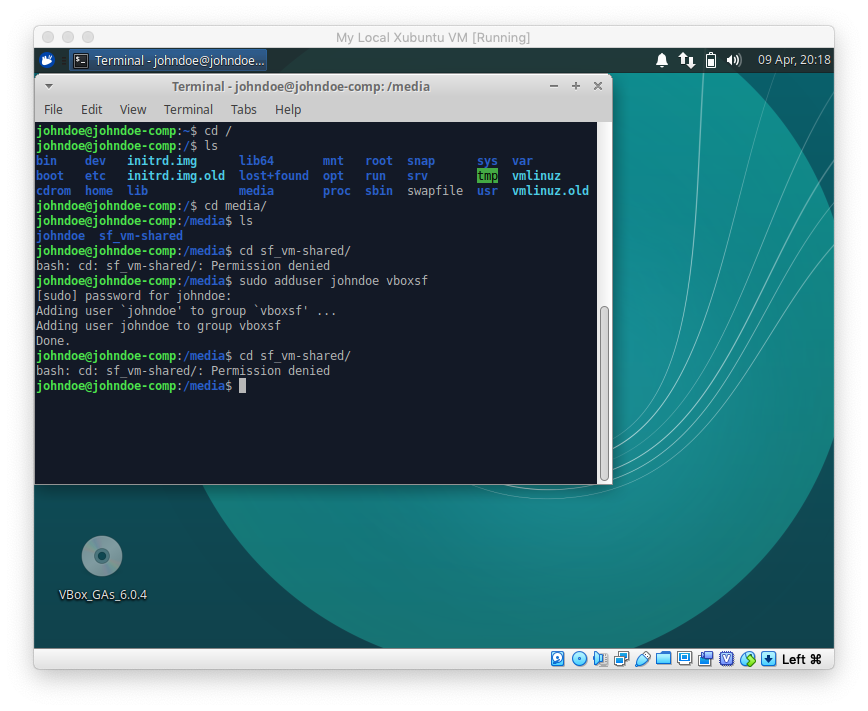 My Local Xubuntu VM [Running]
Terminal - johndoe@johndoe... 09 Apr, 20:18
Terminal - johndoe@johndoe-comp: /media
File Edit View Terminal Tabs Help
johndoe@johndoe-comp:~$ cd /
johndoe@johndoe-comp:/$ ls
bin dev initrd.img lib64 mnt root snap sys var
boot etc initrd.img.old lost+found opt run srv tmp vmlinuz
cdrom home lib media proc sbin swapfile usr vmlinuz.old
johndoe@johndoe-comp:/$ cd media/
johndoe@johndoe-comp:/media$ ls
johndoe sf_vm-shared
johndoe@johndoe-comp:/media$ cd sf_vm-shared/
bash: cd: sf_vm-shared/: Permission denied
johndoe@johndoe-comp:/media$ sudo adduser johndoe vboxsf
[sudo] password for johndoe:
Adding user `johndoe' to group `vboxsf' ...
Adding user johndoe to group vboxsf
Done.
johndoe@johndoe-comp:/media$ cd sf_vm-shared/
bash: cd: sf_vm-shared/: Permission denied
johndoe@johndoe-comp:/media$
VBox_GAs_6.0.4
Left ⌘